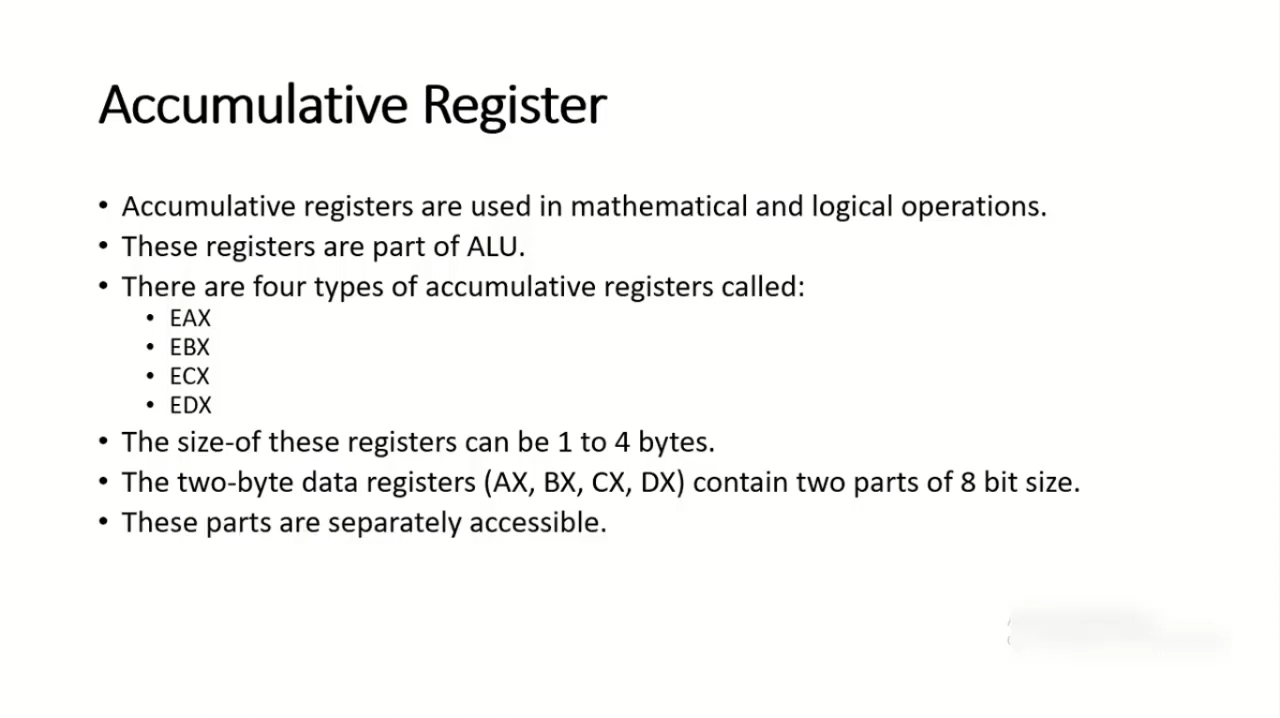 Accumulative Register
• Accumulative registers are used in mathematical and logical operations.
• These registers are part of ALU.
• There are four types of accumulative registers called:
• EAX
• EBX
• ECX
• EDX
• The size-of these registers can be 1 to 4 bytes.
• The two-byte data registers (AX, BX, CX, DX) contain two parts of 8 bit size.
• These parts are separately accessible.